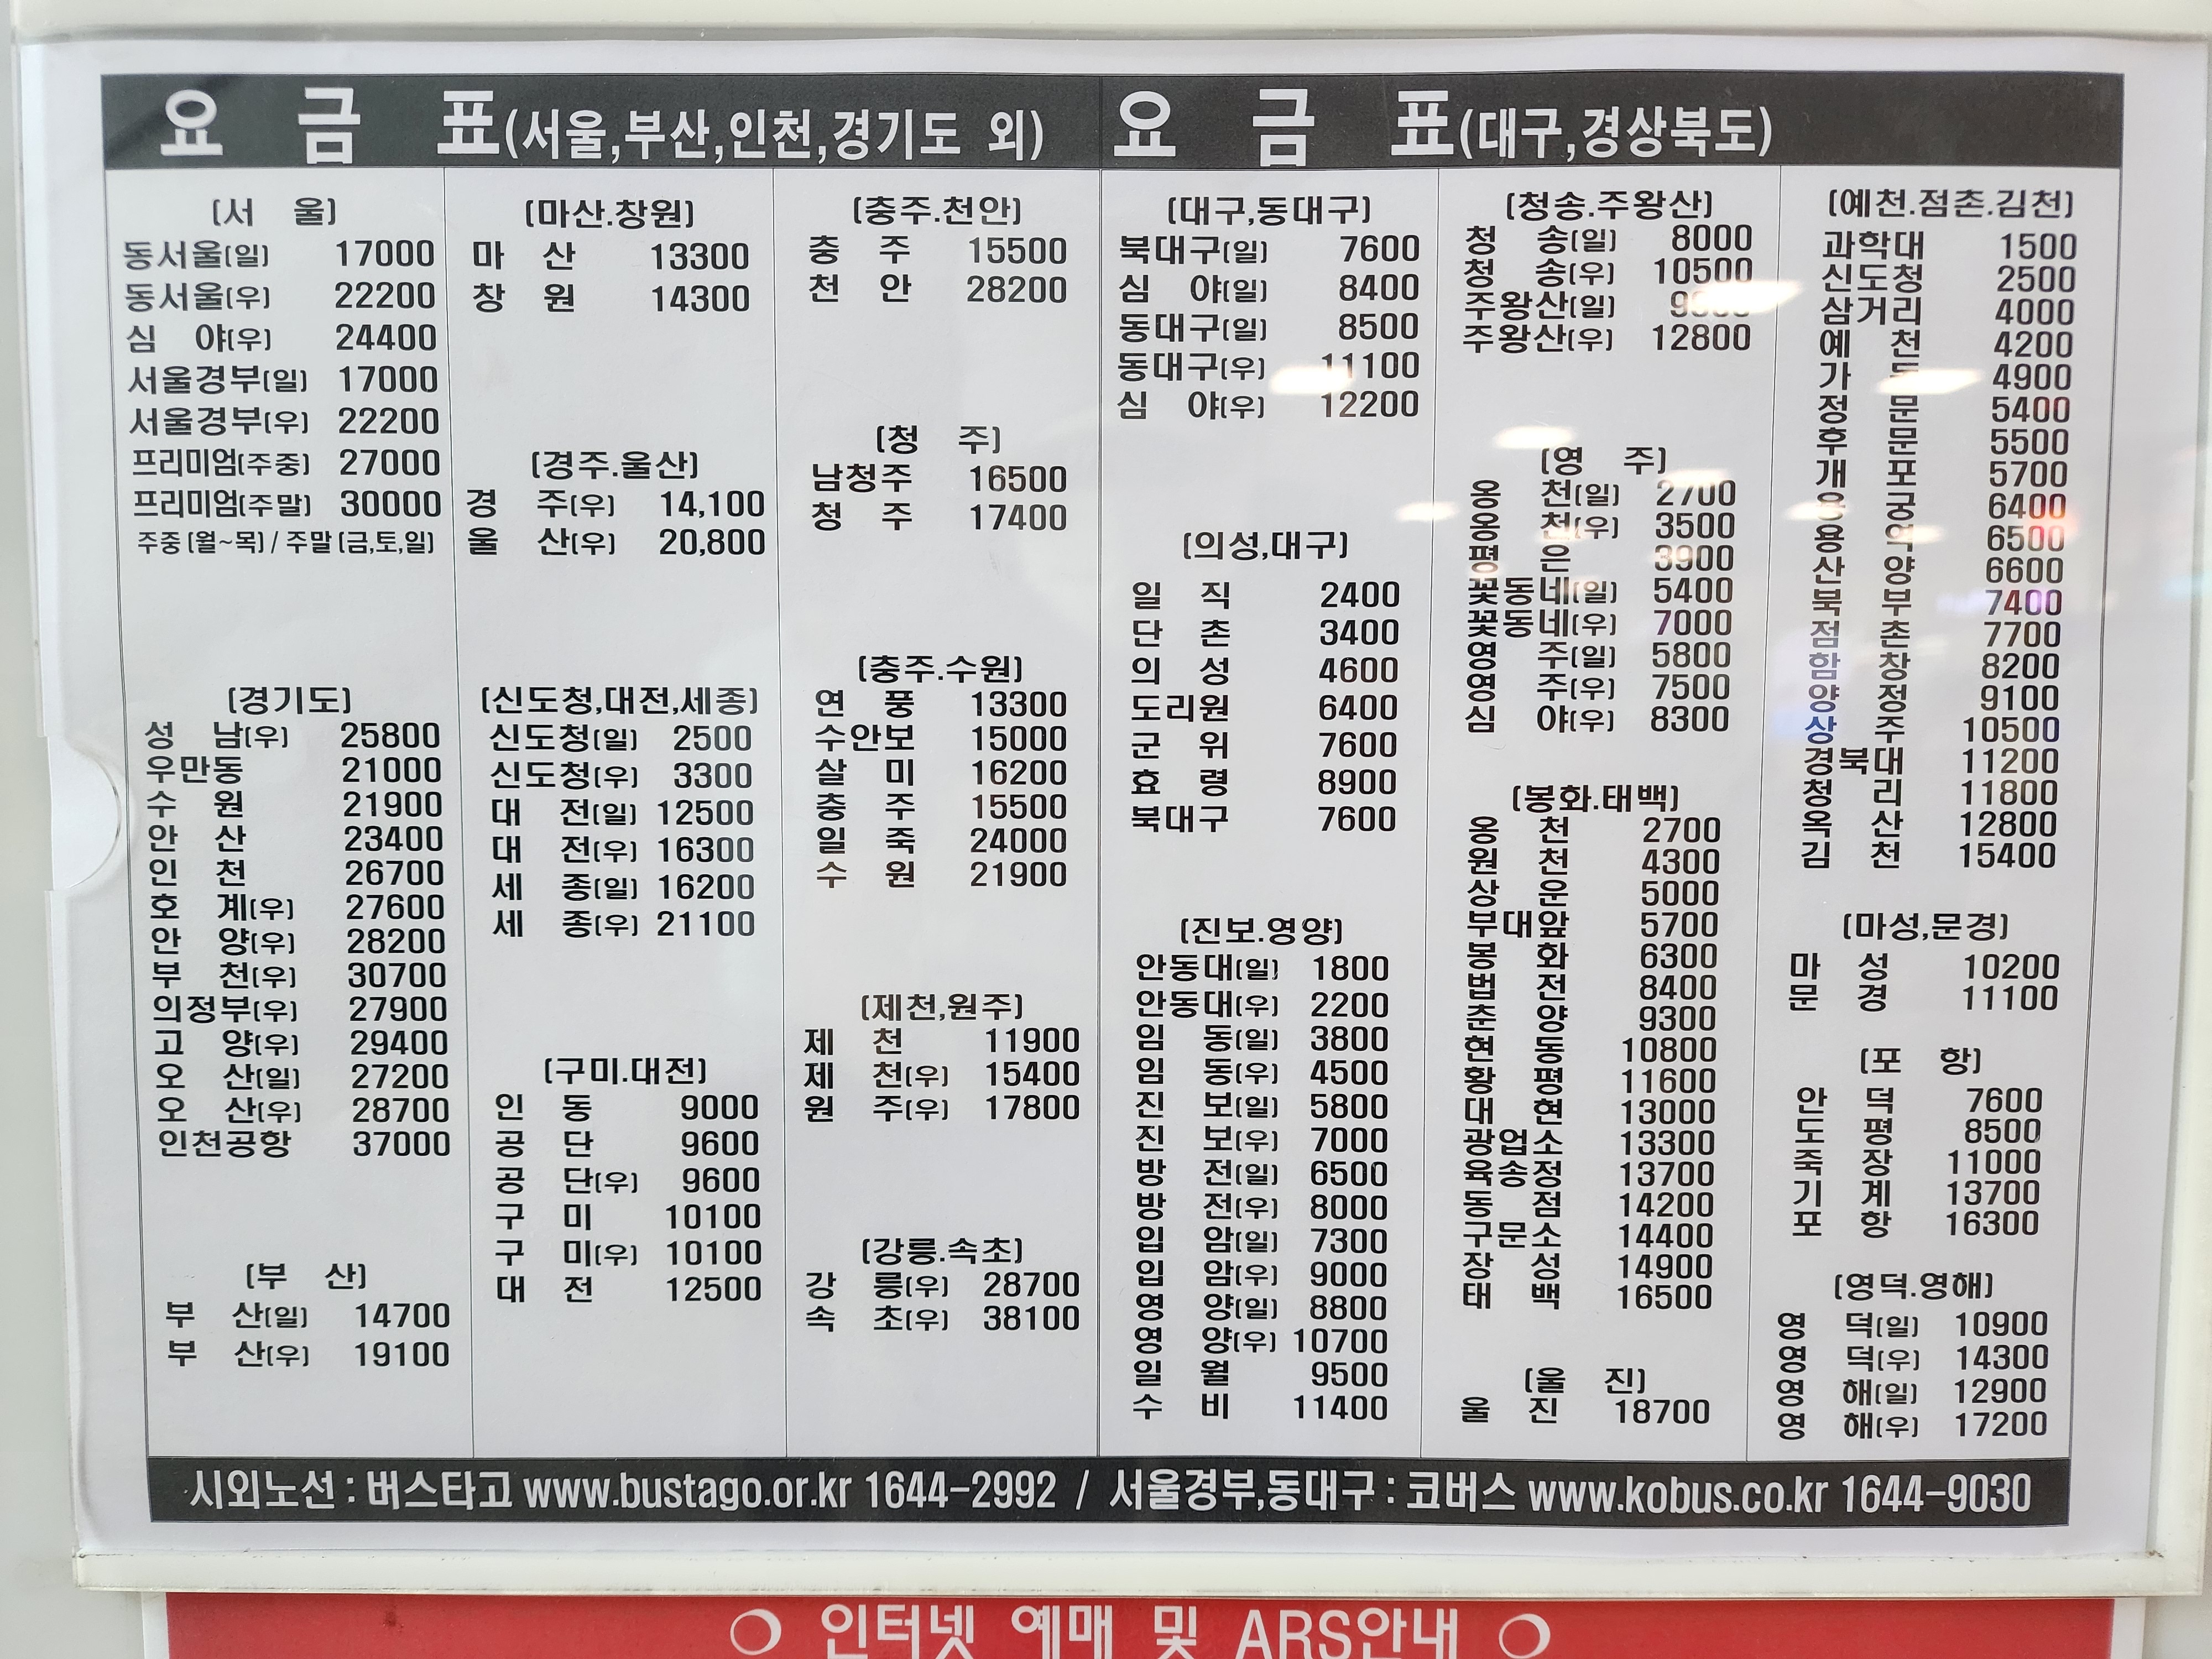 요 금 표(서울,부산,인천,경기도 외)
(서 울)
동서울(일) 17000
동서울(우) 22200
심 야(우) 24400
서울경부(일) 17000
서울경부(우) 22200
프리미엄(주중) 27000
프리미엄(주말) 30000
주중 (월~목) / 주말 (금,토,일)
(경기도)
성 남(우) 25800
우만동 21000
수 원 21900
안 산 23400
인 천 26700
호 계(우) 27600
안 양(우) 28200
부 천(우) 30700
의정부(우) 27900
고 양(우) 29400
오 산(일) 27200
오 산(우) 28700
인천공항 37000
(부 산)
부 산(일) 14700
부 산(우) 19100
(마산.창원)
마 산 13300
창 원 14300
(경주.울산)
경 주(우) 14,100
울 산(우) 20,800
(신도청,대전,세종)
신도청(일) 2500
신도청(우) 3300
대 전(일) 12500
대 전(우) 16300
세 종(일) 16200
세 종(우) 21100
(구미.대전)
인 동 9000
공 단 9600
공 단(우) 9600
구 미 10100
구 미(우) 10100
대 전 12500
(충주.천안)
충 주 15500
천 안 28200
(청 주)
남청주 16500
청 주 17400
(충주.수원)
연 풍 13300
수안보 15000
살 미 16200
충 주 15500
일 죽 24000
수 원 21900
(제천,원주)
제 천 11900
제 천(우) 15400
원 주(우) 17800
(강릉.속초)
강 릉(우) 28700
속 초(우) 38100
요 금 표(대구,경상북도)
(대구,동대구)
북대구(일) 7600
심 야(일) 8400
동대구(일) 8500
동대구(우) 11100
심 야(우) 12200
(의성,대구)
일 직 2400
단 촌 3400
의 성 4600
도리원 6400
군 위 7600
효 령 8900
북대구 7600
(진보.영양)
안동대(일) 1800
안동대(우) 2200
임 동(일) 3800
임 동(우) 4500
진 보(일) 5800
진 보(우) 7000
방 전(일) 6500
방 전(우) 8000
입 암(일) 7300
입 암(우) 9000
영 양(일) 8800
영 양(우) 10700
일 월 9500
수 비 11400
(청송.주왕산)
청 송(일) 8000
청 송(우) 10500
주왕산(일)
주왕산(우) 12800
(영 주)
옹 천(일) 2700
옹 천(우) 3500
평 은 3900
꽃동네(일) 5400
꽃동네(우) 7000
영 주(일) 5800
영 주(우) 7500
심 야(우) 8300
(봉화.태백)
옹 천 2700
원 천 4300
상 운 5000
부대앞 5700
봉 화 6300
법 전 8400
춘 양 9300
현 동 10800
황 평 11600
대 현 13000
광업소 13300
육송정 13700
동 점 14200
구문소 14400
장 성 14900
태 백 16500
(울 진)
울 진 18700
(예천.점촌.김천)
과학대 1500
신도청 2500
삼거리 4000
예 천 4200
가 4900
정 문 5400
후 문 5500
개 포 5700
용 궁 6400
용 역 6500
산 양 6600
북 부 7400
점 촌 7700
함 창 8200
양 정 9100
상 주 10500
경북대 11200
청 리 11800
옥 산 12800
김 천 15400
(마성,문경)
마 성 10200
문 경 11100
(포 항)
안 덕 7600
도 평 8500
죽 장 11000
기 계 13700
포 항 16300
(영덕.영해)
영 덕(일) 10900
영 덕(우) 14300
영 해(일) 12900
영 해(우) 17200
시외노선 : 버스타고 www.bustago.or.kr 1644-2992 / 서울경부,동대구 : 코버스 www.kobus.co.kr 1644-9030
❍ 인터넷 예매 및 ARS안내 ❍